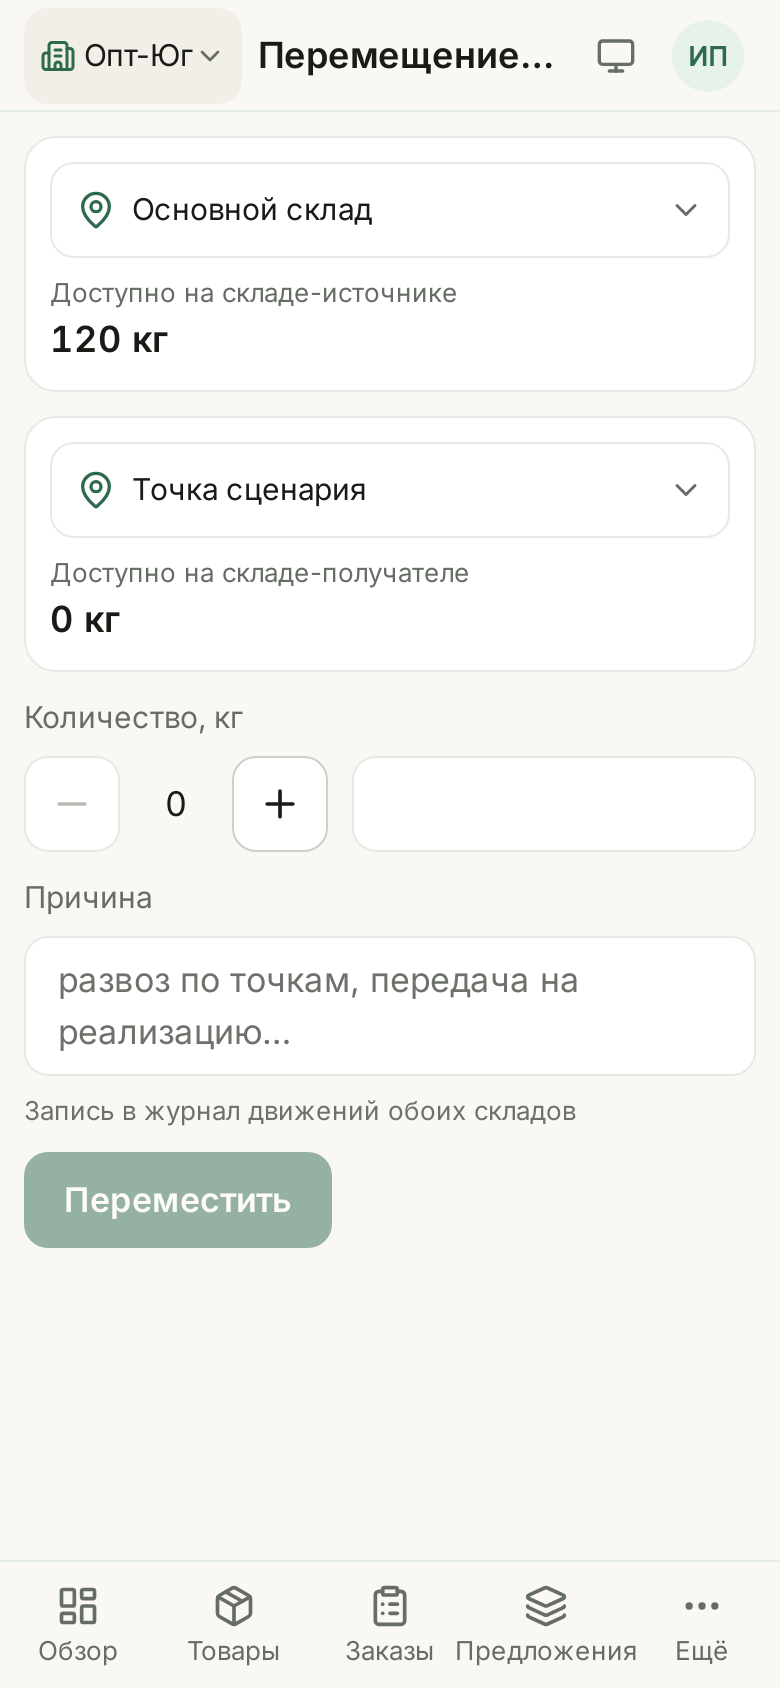 Опт-Юг
Перемещение...
ИП
Основной склад
Доступно на складе-источнике
120 кг
Точка сценария
Доступно на складе-получателе
0 кг
Количество, кг
0
Причина
развоз по точкам, передача на
реализацию...
Запись в журнал движений обоих складов
Переместить
Обзор
Товары
Заказы
Предложения
Ещё